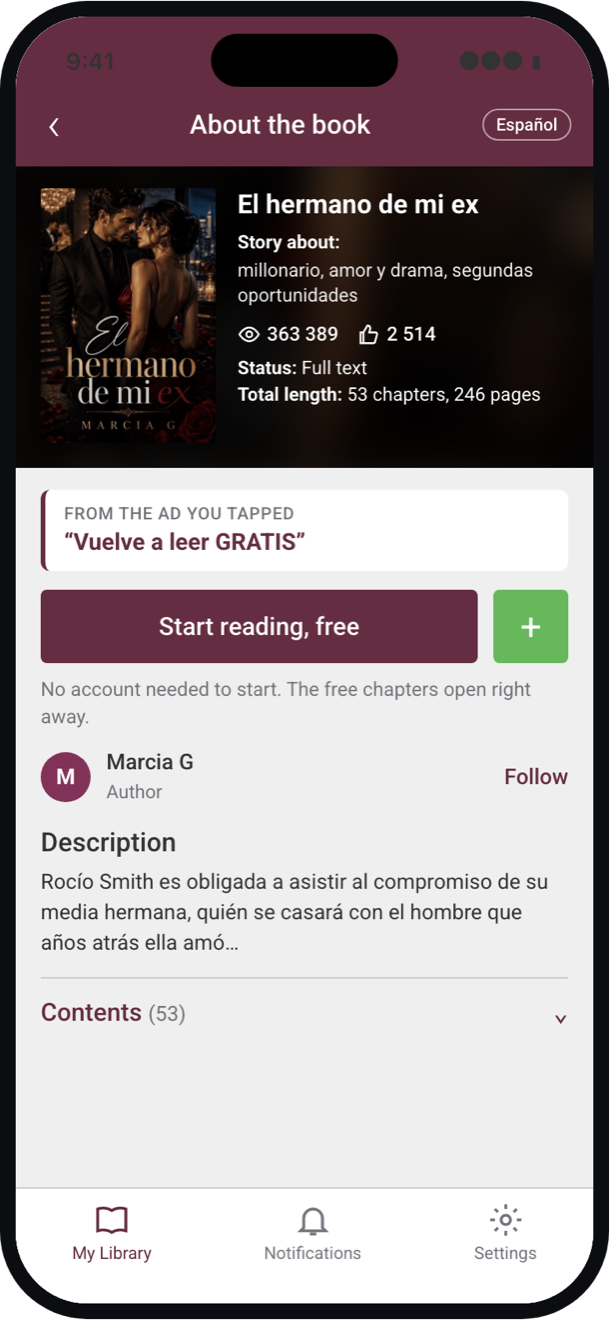 9:41
About the book
Español
El
hermano
de mi ex
MARCIA G
El hermano de mi ex
Story about:
millonario, amor y drama, segundas
oportunidades
363 389
2 514
Status: Full text
Total length: 53 chapters, 246 pages
FROM THE AD YOU TAPPED
“Vuelve a leer GRATIS”
Start reading, free
+
No account needed to start. The free chapters open right
away.
M
Marcia G
Author
Follow
Description
Rocío Smith es obligada a asistir al compromiso de su
media hermana, quién se casará con el hombre que
años atrás ella amó…
Contents (53)
My Library
Notifications
Settings